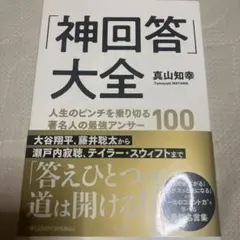 「神回答」
大全
真山知幸
Tomoyuki MAYAMA
人生のピンチを乗り切る
著名人の最強アンサー100
大谷翔平、藤井聡太から
瀬戸内寂聴、テイラー・スウィフトまで
「答えひとつ
道は開ける
名言集